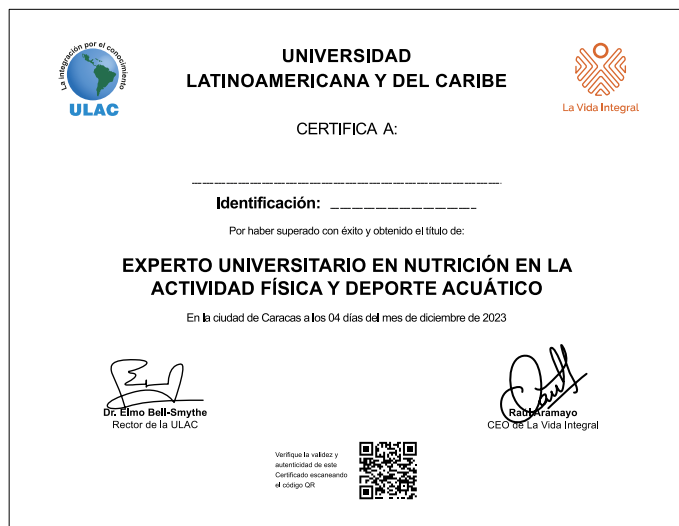 La integración por el conocimiento
ULAC
UNIVERSIDAD
LATINOAMERICANA Y DEL CARIBE
La Vida Integral
CERTIFICA A:
Identificación:
Por haber superado con éxito y obtenido el título de:
EXPERTO UNIVERSITARIO EN NUTRICIÓN EN LA
ACTIVIDAD FÍSICA Y DEPORTE ACUÁTICO
En la ciudad de Caracas a los 04 días del mes de diciembre de 2023
Dr. Elmo Bell-Smythe
Rector de la ULAC
Raúl Aramayo
CEO de La Vida Integral
Verifique la validez y
autenticidad de este
Certificado escaneando
el código QR